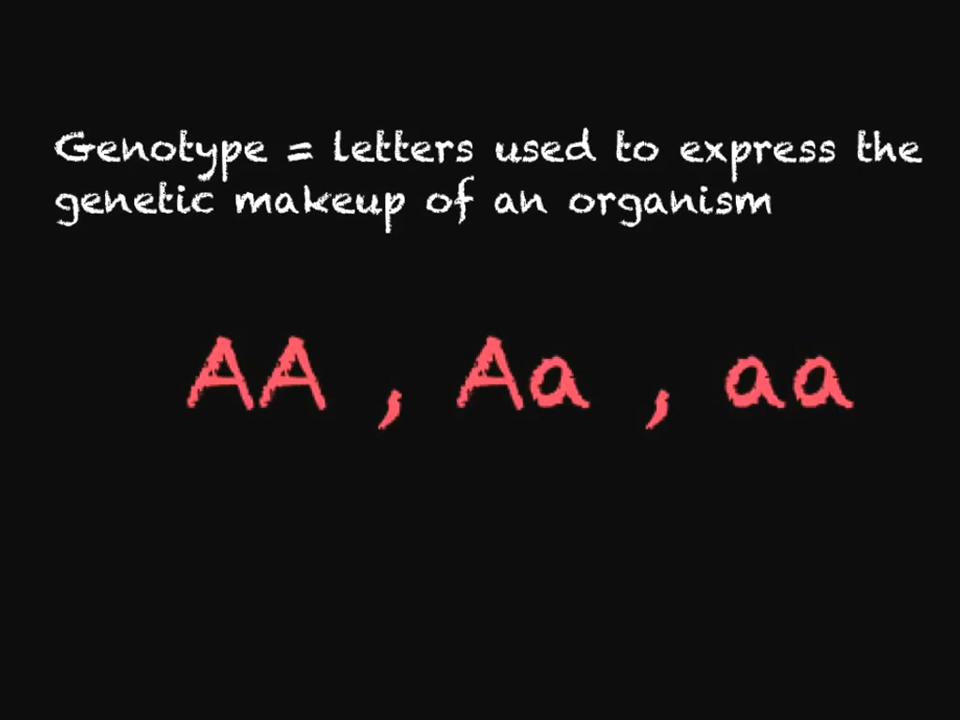 Genotype = letters used to express the
genetic makeup of an organism
AA , Aa , aa